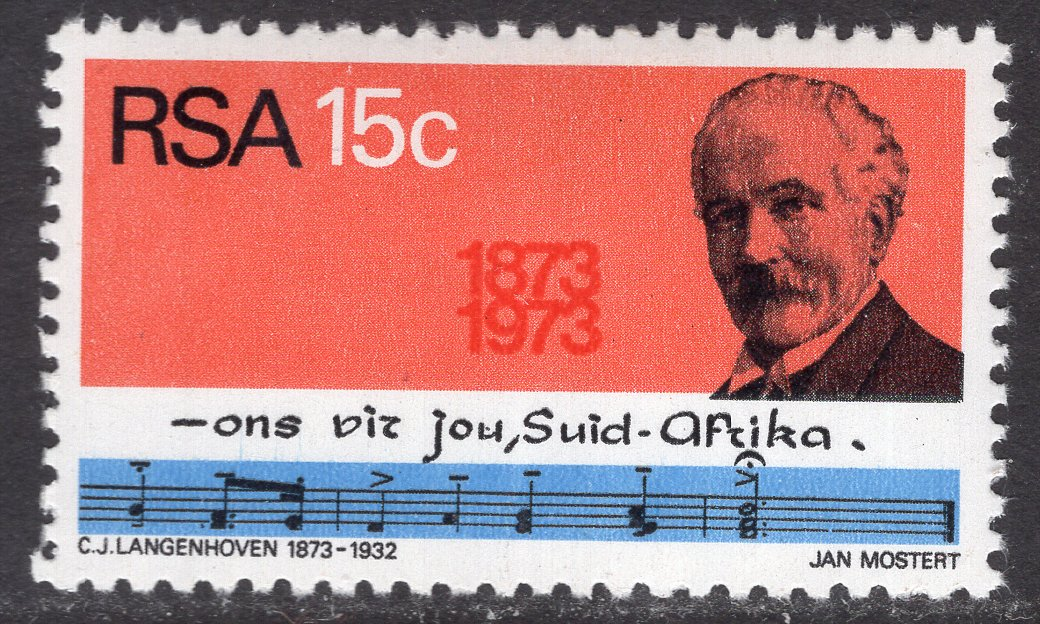 RSA 15c
1873
1973
—ons vir jou, Suid-Afrika.
C.J. LANGENHOVEN 1873-1932
JAN MOSTERT